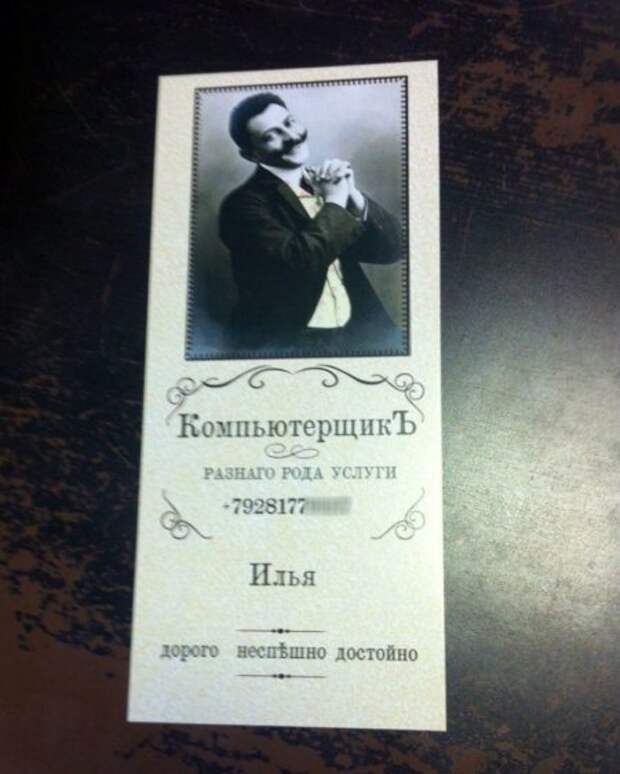 КомпьютерщикЪ
РАЗНАГО РОДА УСЛУГИ
+7928177
Илья
дорого неспѣшно достойно